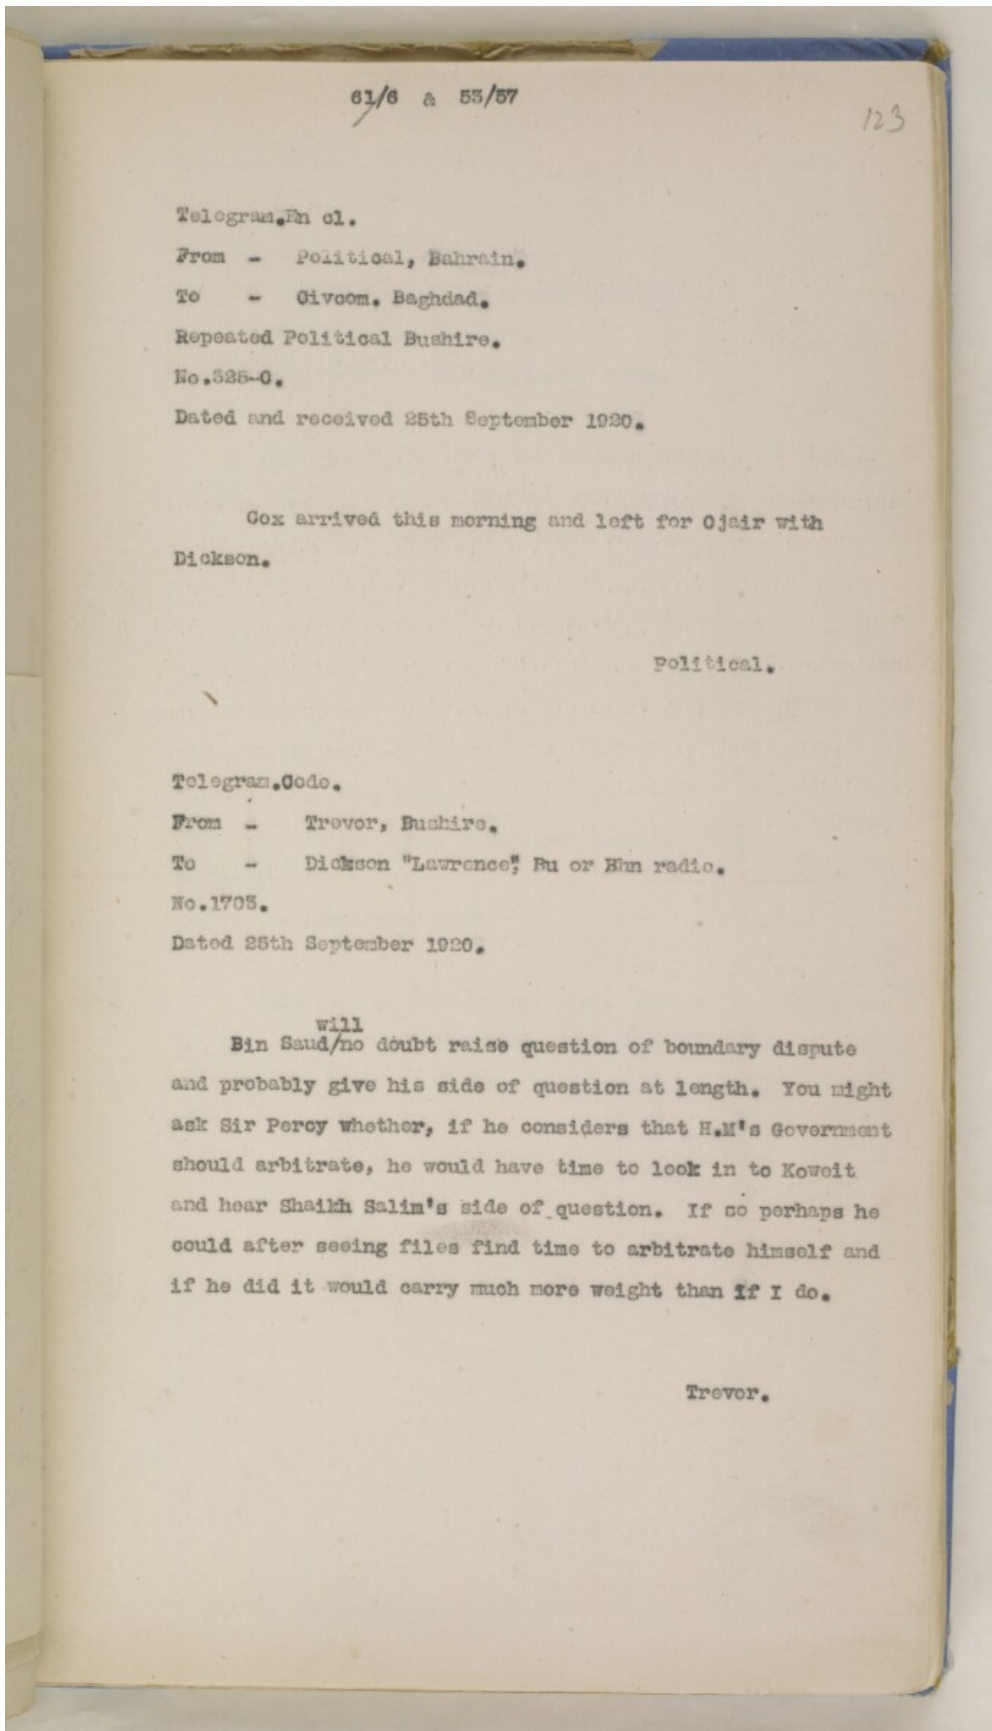 61/6 & 53/57
123
Telegram.En cl.
From - Political, Bahrain.
To - Civcom. Baghdad.
Repeated Political Bushire.
No.325-C.
Dated and received 25th September 1920.
Cox arrived this morning and left for Ojair with
Dickson.
Political.
Telegram.Code.
From - Trevor, Bushire.
To - Dickson "Lawrence", Bu or Bhn radio.
No.1703.
Dated 25th September 1920.
will
Bin Saud/no doubt raise question of boundary dispute
and probably give his side of question at length. You might
ask Sir Percy whether, if he considers that H.M's Government
should arbitrate, he would have time to look in to Koweit
and hear Shaikh Salim's side of question. If so perhaps he
could after seeing files find time to arbitrate himself and
if he did it would carry much more weight than if I do.
Trevor.